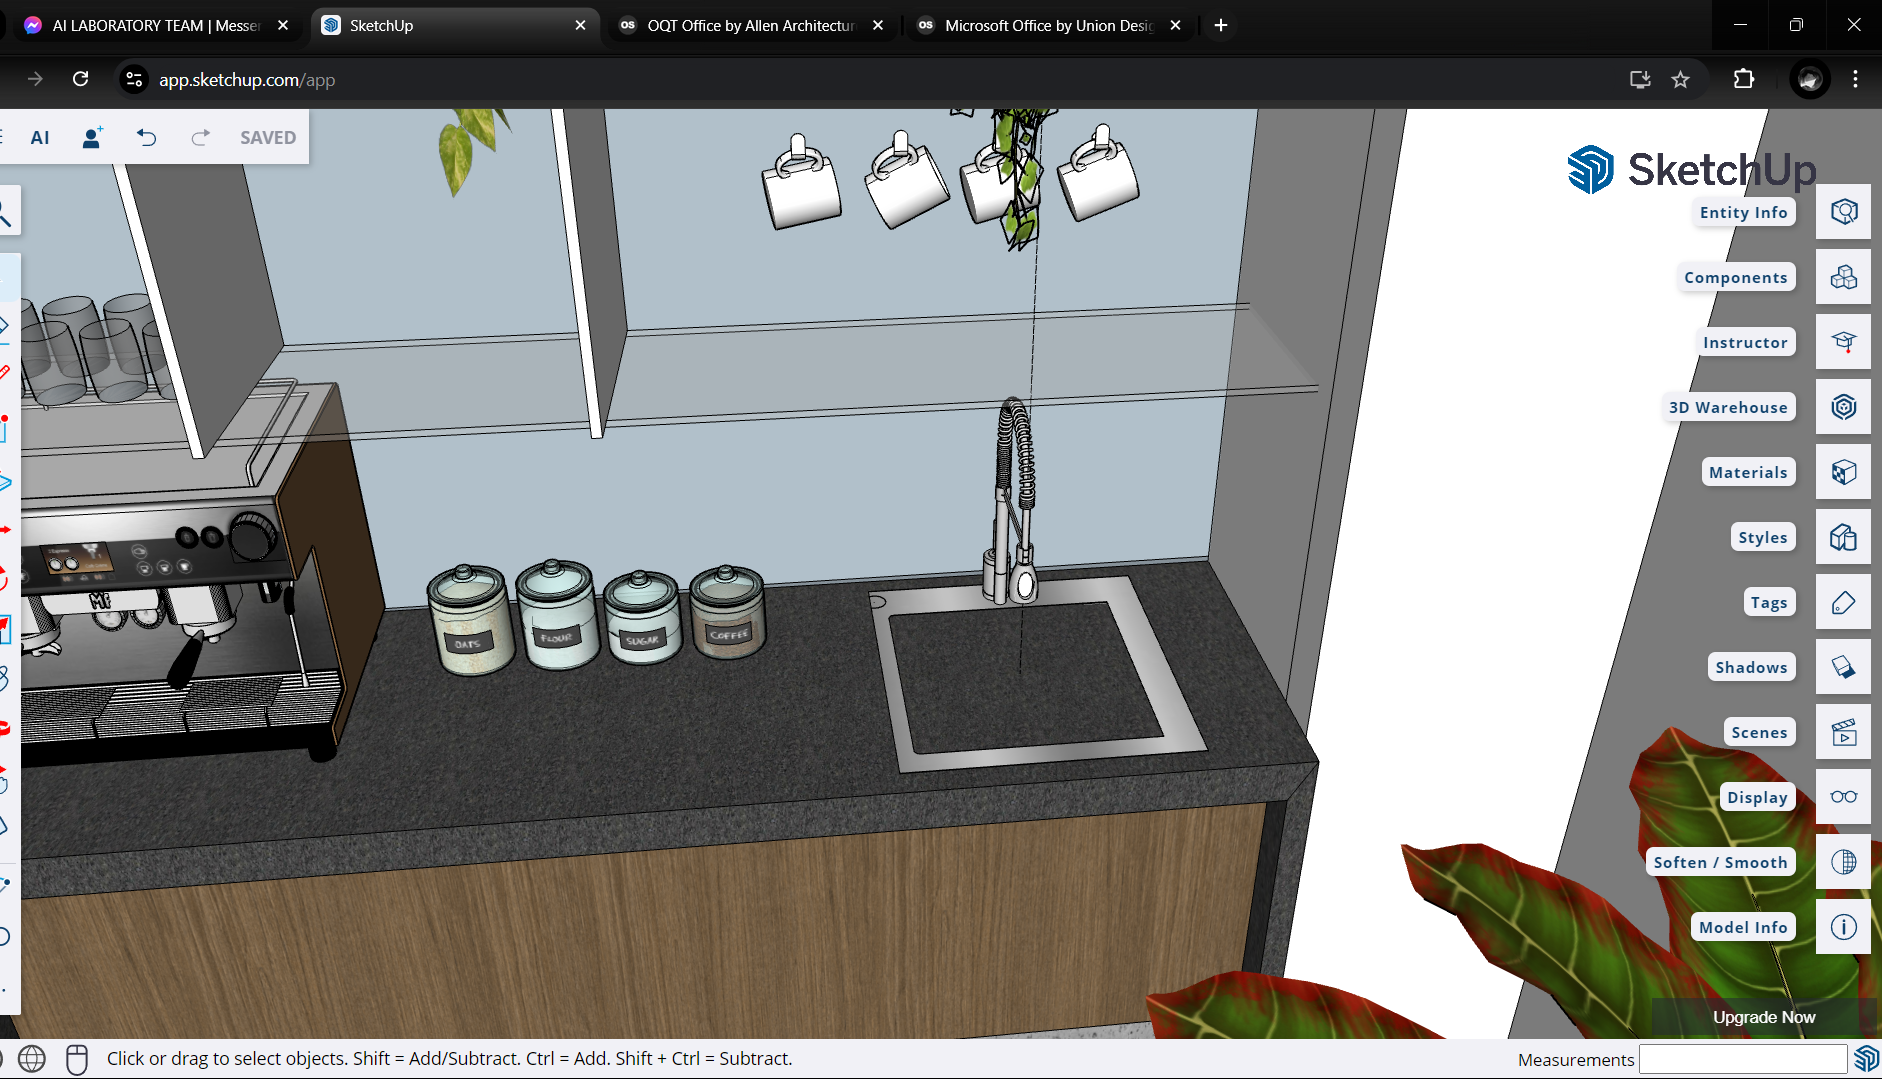 AI LABORATORY TEAM | Messer
SketchUp
OQT Office by Allen Architectur
Microsoft Office by Union Desig
app.sketchup.com/app
AI
SAVED
SketchUp
Entity Info
Components
Instructor
3D Warehouse
Materials
Styles
Tags
Shadows
Scenes
Display
Soften / Smooth
Model Info
OATS
FLOUR
SUGAR
COFFEE
Upgrade Now
Click or drag to select objects. Shift = Add/Subtract. Ctrl = Add. Shift + Ctrl = Subtract.
Measurements